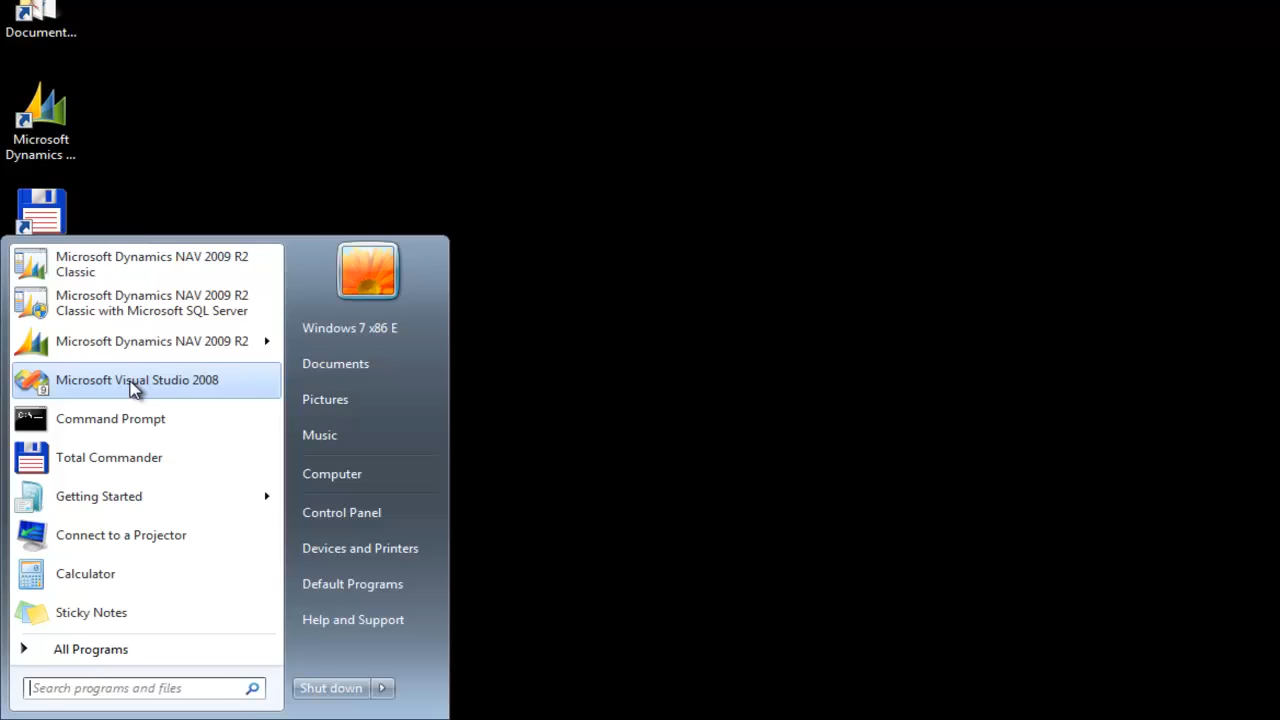 Document...
Microsoft
Dynamics ...
Microsoft Dynamics NAV 2009 R2
Classic
Microsoft Dynamics NAV 2009 R2
Classic with Microsoft SQL Server
Microsoft Dynamics NAV 2009 R2
Microsoft Visual Studio 2008
9
Command Prompt
C:\
Total Commander
Getting Started
Connect to a Projector
Calculator
Sticky Notes
All Programs
Search programs and files
Windows 7 x86 E
Documents
Pictures
Music
Computer
Control Panel
Devices and Printers
Default Programs
Help and Support
Shut down